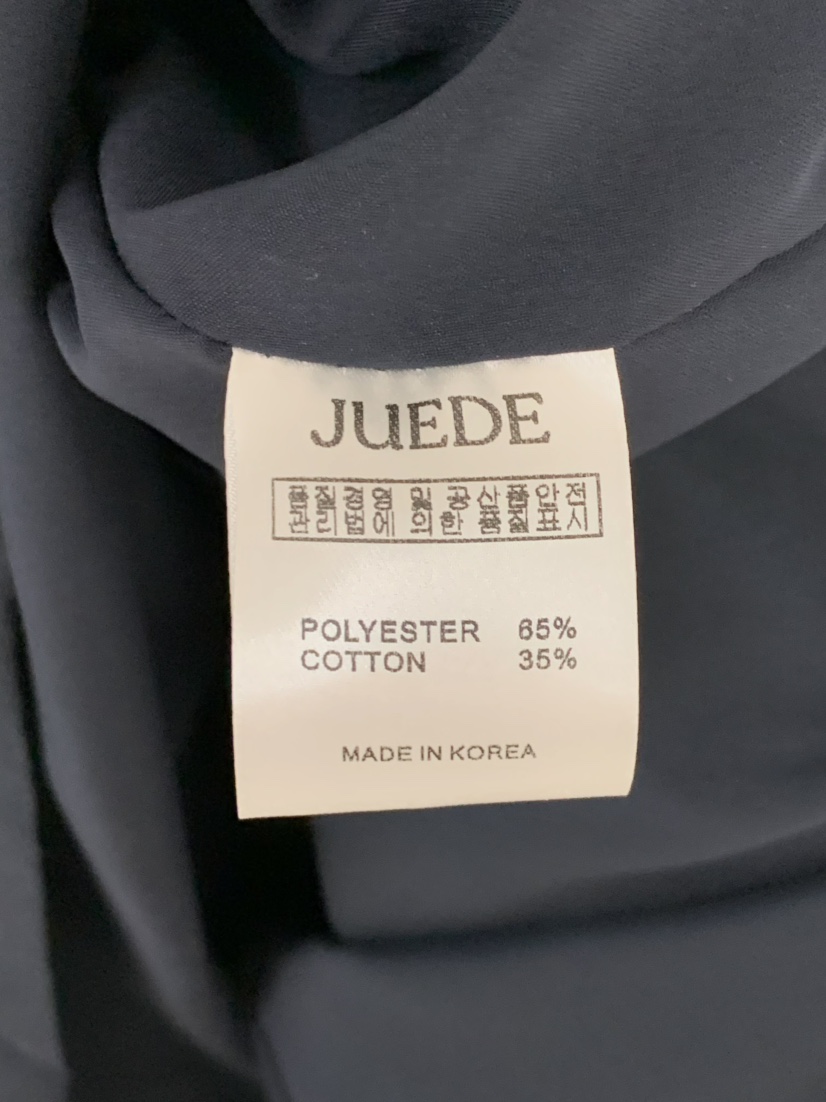 JUEDE
품질경영 및 공산품안전
관리법에 의한 품질표시
POLYESTER 65%
COTTON 35%
MADE IN KOREA